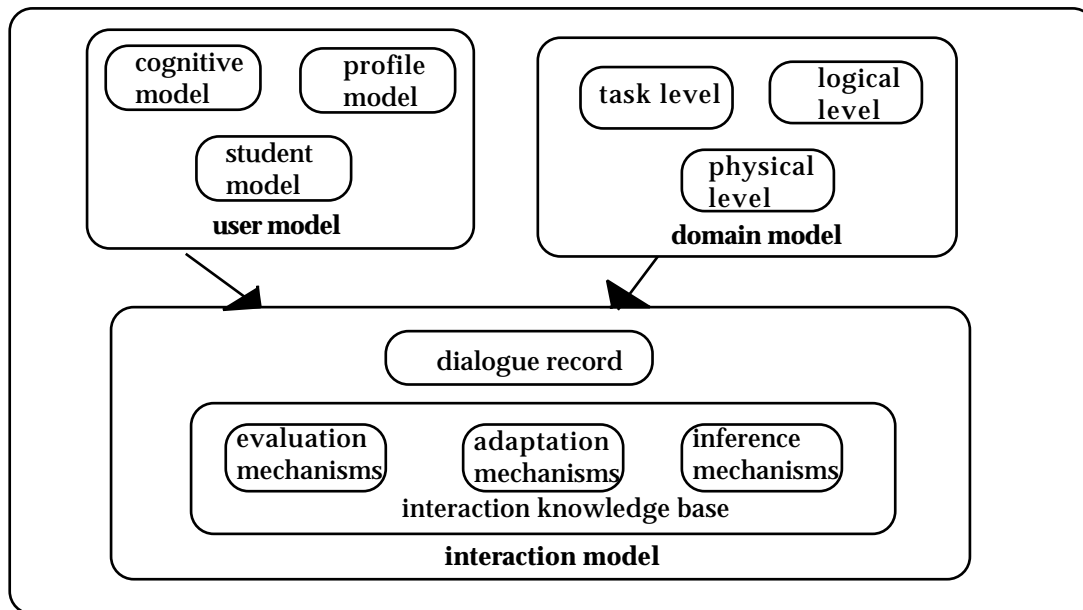 cognitive
model
profile
model
student
model
user model
task level
logical
level
physical
level
domain model
dialogue record
evaluation
mechanisms
adaptation
mechanisms
inference
mechanisms
interaction knowledge base
interaction model